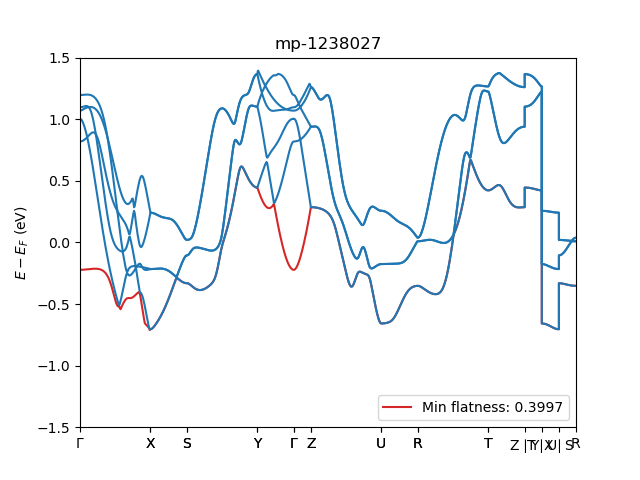 mp-1238027
E − E_F (eV)
1.5
1.0
0.5
0.0
−0.5
−1.0
−1.5
Min flatness: 0.3997
Γ X S Y Γ Z U R T Z | R